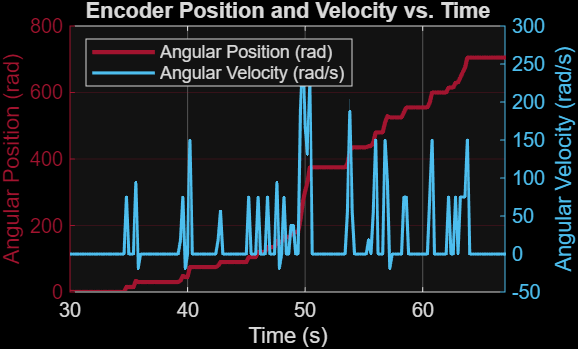 Encoder Position and Velocity vs. Time
Angular Position (rad)
Angular Velocity (rad/s)
800
600
400
200
0
Angular Position (rad)
300
250
200
150
100
50
0
-50
Angular Velocity (rad/s)
30
40
50
60
Time (s)